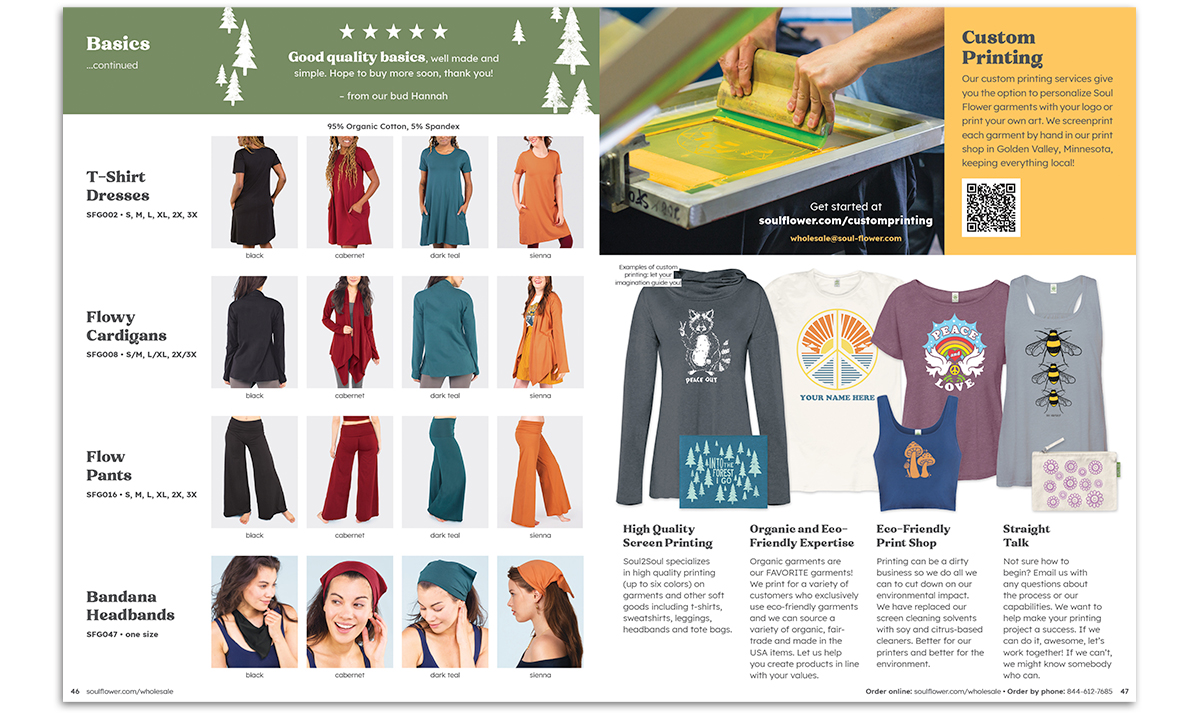 Basics
...continued
Good quality basics, well made and
simple. Hope to buy more soon, thank you!
– from our bud Hannah
95% Organic Cotton, 5% Spandex
T-Shirt
Dresses
SFG002 • S, M, L, XL, 2X, 3X
black
cabernet
dark teal
sienna
Flowy
Cardigans
SFG008 • S/M, L/XL, 2X/3X
black
cabernet
dark teal
sienna
Flow
Pants
SFG016 • S, M, L, XL, 2X, 3X
black
cabernet
dark teal
sienna
Bandana
Headbands
SFG047 • one size
black
cabernet
dark teal
sienna
46 soulflower.com/wholesale
Get started at
soulflower.com/customprinting
wholesale@soul-flower.com
Custom
Printing
Our custom printing services give
you the option to personalize Soul
Flower garments with your logo or
print your own art. We screenprint
each garment by hand in our print
shop in Golden Valley, Minnesota,
keeping everything local!
Examples of custom
printing: let your
imagination guide you!
PEACE OUT
YOUR NAME HERE
PEACE
and
LOVE
INTO THE
FOREST
I GO
High Quality
Screen Printing
Soul2Soul specializes
in high quality printing
(up to six colors) on
garments and other soft
goods including t-shirts,
sweatshirts, leggings,
headbands and tote bags.
Organic and Eco-
Friendly Expertise
Organic garments are
our FAVORITE garments!
We print for a variety of
customers who exclusively
use eco-friendly garments
and we can source a
variety of organic, fair-
trade and made in the
USA items. Let us help
you create products in line
with your values.
Eco-Friendly
Print Shop
Printing can be a dirty
business so we do all we
can to cut down on our
environmental impact.
We have replaced our
screen cleaning solvents
with soy and citrus-based
cleaners. Better for our
printers and better for the
environment.
Straight
Talk
Not sure how to
begin? Email us with
any questions about
the process or our
capabilities. We want to
help make your printing
project a success. If we
can do it, awesome, let's
work together! If we can't,
we might know somebody
who can.
Order online: soulflower.com/wholesale • Order by phone: 844-612-7685 47